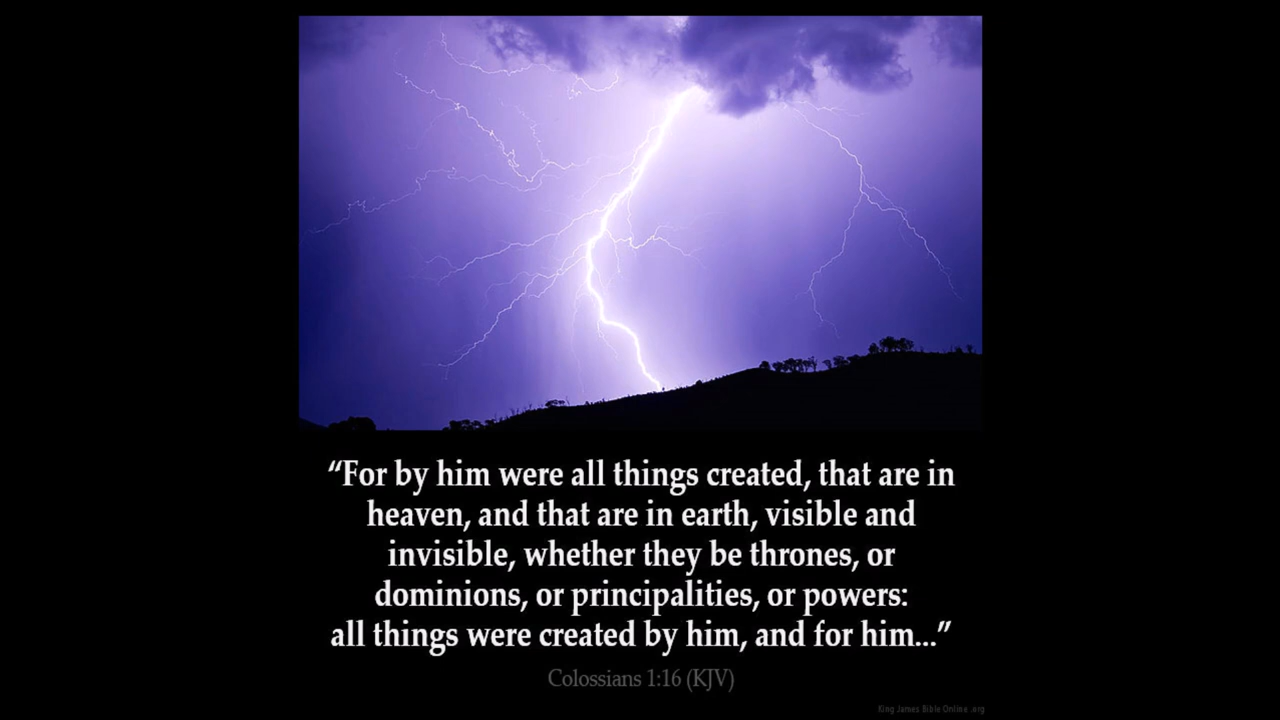 “For by him were all things created, that are in
heaven, and that are in earth, visible and
invisible, whether they be thrones, or
dominions, or principalities, or powers:
all things were created by him, and for him...”
Colossians 1:16 (KJV)
King James Bible Online .org